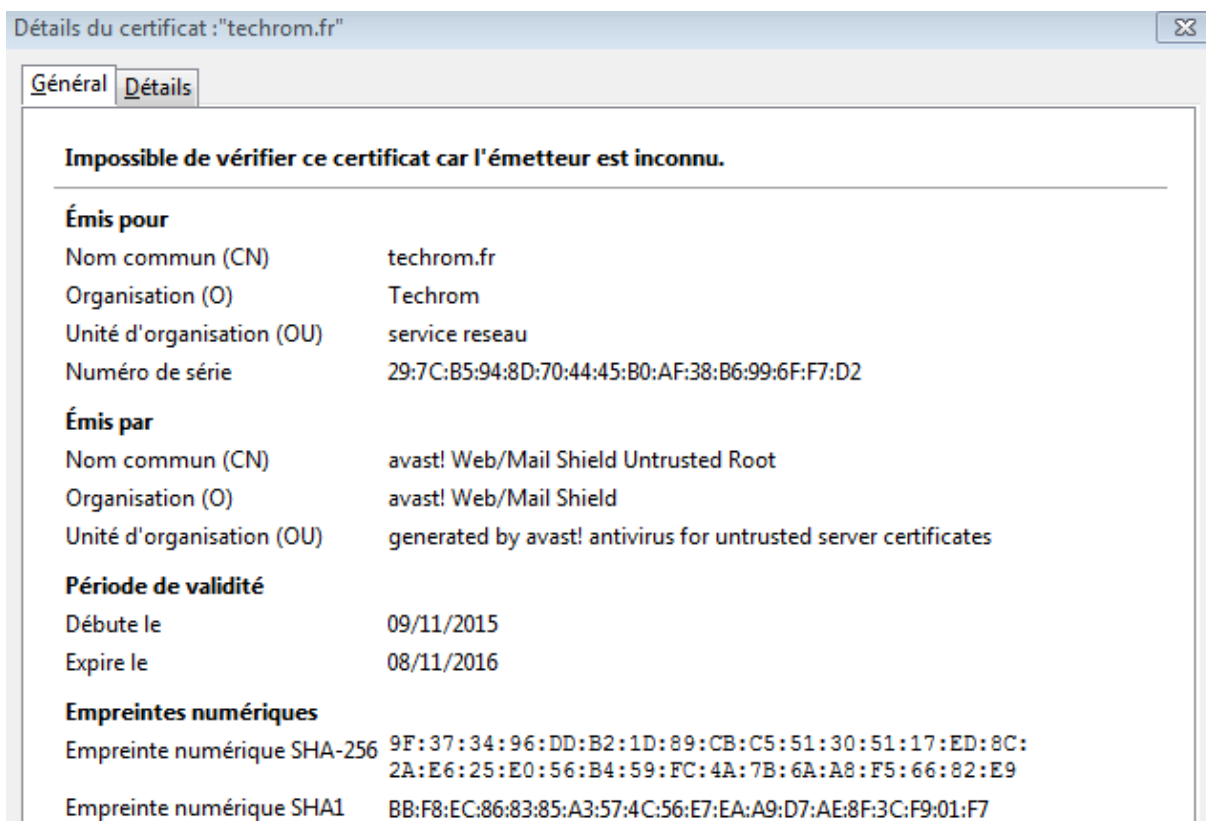 Détails du certificat :"techrom.fr"
Général Détails
Impossible de vérifier ce certificat car l'émetteur est inconnu.
Émis pour
Nom commun (CN) techrom.fr
Organisation (O) Techrom
Unité d'organisation (OU) service reseau
Numéro de série 29:7C:B5:94:8D:70:44:45:B0:AF:38:B6:99:6F:F7:D2
Émis par
Nom commun (CN) avast! Web/Mail Shield Untrusted Root
Organisation (O) avast! Web/Mail Shield
Unité d'organisation (OU) generated by avast! antivirus for untrusted server certificates
Période de validité
Débute le 09/11/2015
Expire le 08/11/2016
Empreintes numériques
Empreinte numérique SHA-256 9F:37:34:96:DD:B2:1D:89:CB:C5:51:30:51:17:ED:8C:
2A:E6:25:E0:56:B4:59:FC:4A:7B:6A:A8:F5:66:82:E9
Empreinte numérique SHA1 BB:F8:EC:86:83:85:A3:57:4C:56:E7:EA:A9:D7:AE:8F:3C:F9:01:F7